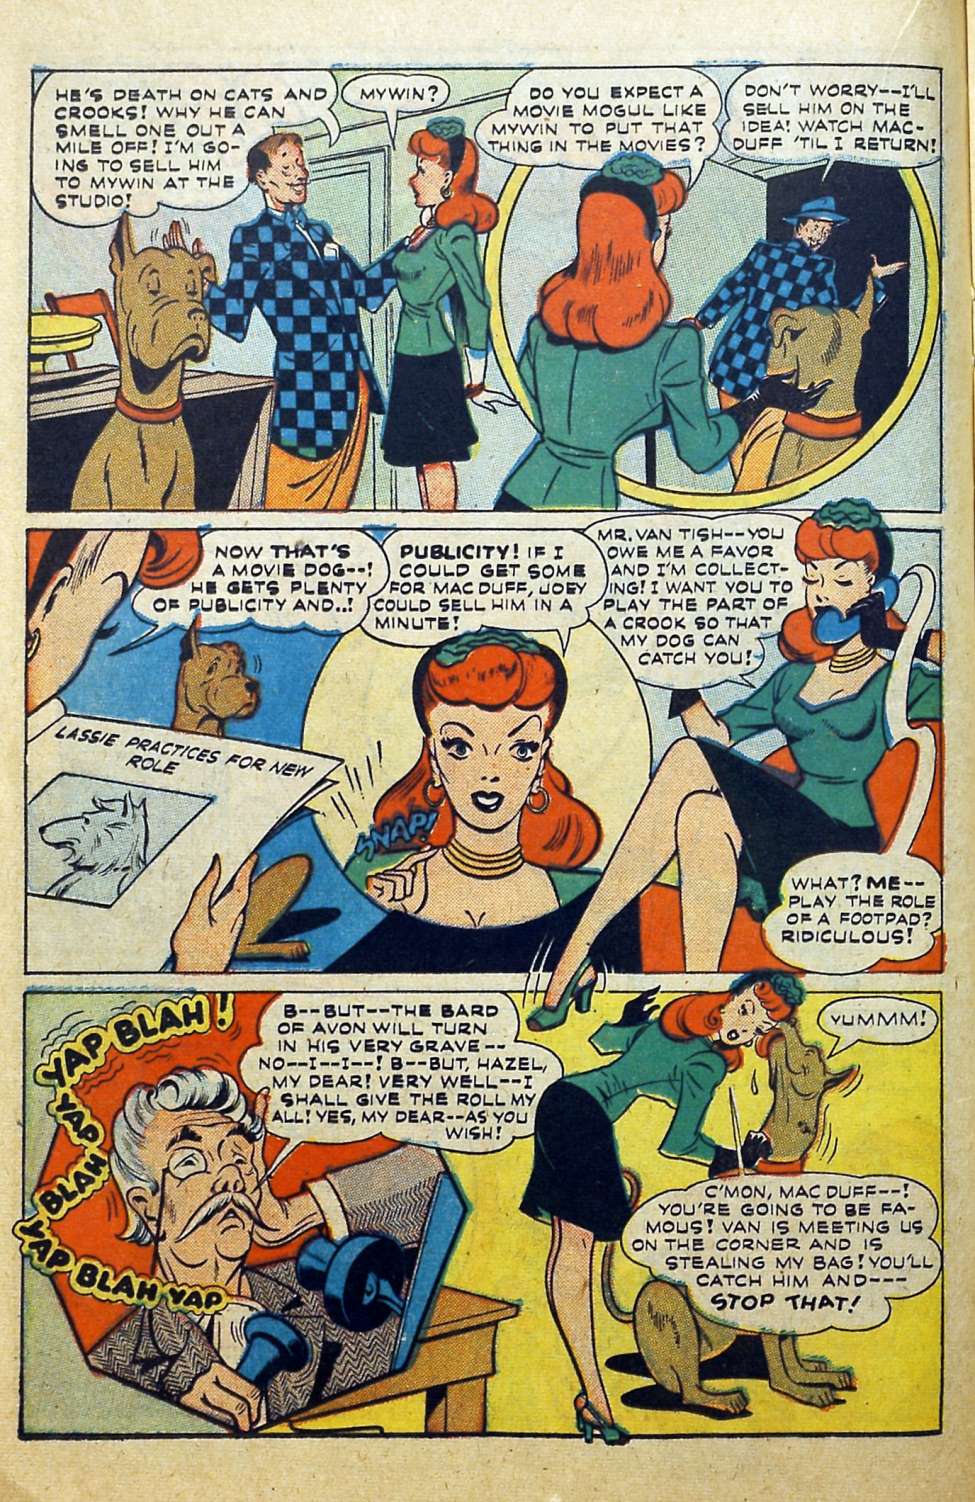 HE'S DEATH ON CATS AND
CROOKS! WHY HE CAN
SMELL ONE OUT A
MILE OFF! I'M GO-
ING TO SELL HIM
TO MYWIN AT THE
STUDIO!
MYWIN?
DO YOU EXPECT A
MOVIE MOGUL LIKE
MYWIN TO PUT THAT
THING IN THE MOVIES?
DON'T WORRY--I'LL
SELL HIM ON THE
IDEA! WATCH MAC-
DUFF 'TIL I RETURN!
NOW THAT'S
A MOVIE DOG--!
HE GETS PLENTY
OF PUBLICITY AND..!
LASSIE PRACTICES FOR NEW
ROLE
PUBLICITY! IF I
COULD GET SOME
FOR MAC DUFF, JOEY
COULD SELL HIM IN A
MINUTE!
SNAP!
MR. VAN TISH--YOU
OWE ME A FAVOR
AND I'M COLLECT-
ING! I WANT YOU TO
PLAY THE PART OF
A CROOK SO THAT
MY DOG CAN
CATCH YOU!
WHAT? ME--
PLAY THE ROLE
OF A FOOTPAD?
RIDICULOUS!
YAP BLAH!
YAP
BLAH
YAP BLAH YAP
B--BUT--THE BARD
OF AVON WILL TURN
IN HIS VERY GRAVE--
NO--I--I--! B--BUT, HAZEL,
MY DEAR! VERY WELL--I
SHALL GIVE THE ROLL MY
ALL! YES, MY DEAR--AS YOU
WISH!
YUMMM!
C'MON, MAC DUFF--!
YOU'RE GOING TO BE FA-
MOUS! VAN IS MEETING US
ON THE CORNER AND IS
STEALING MY BAG! YOU'LL
CATCH HIM AND---
STOP THAT!